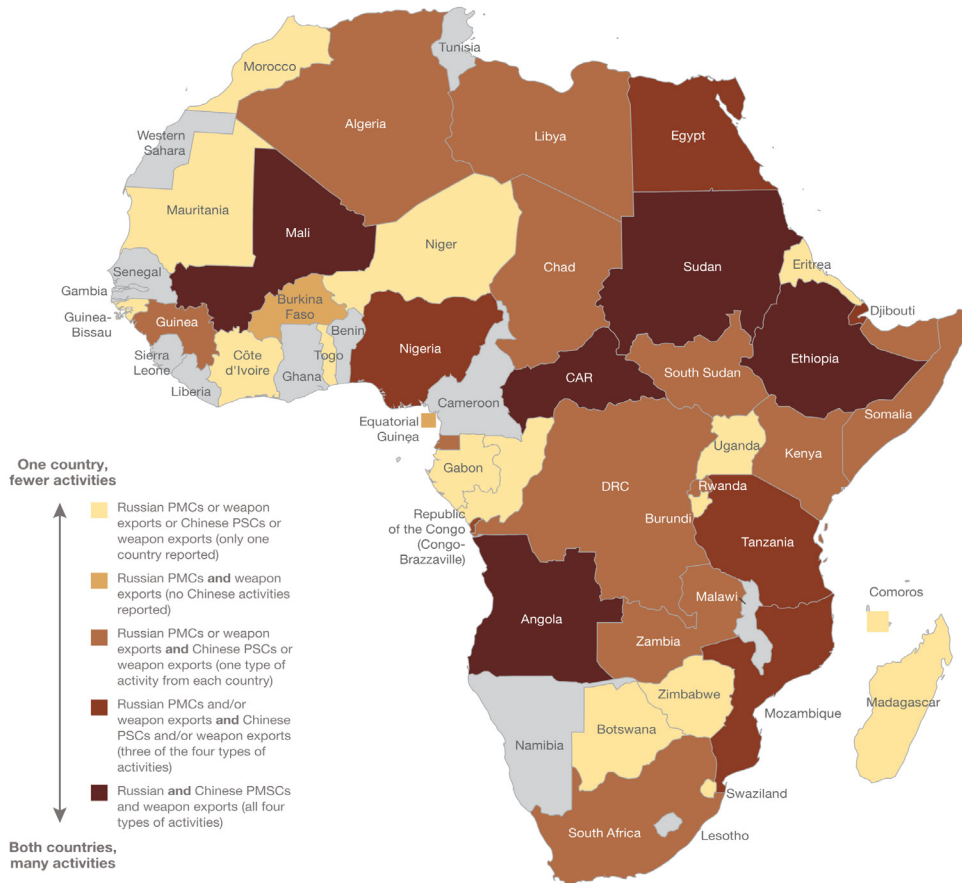 Tunisia
Morocco
Algeria
Libya
Egypt
Western
Sahara
Mauritania
Mali
Niger
Chad
Sudan
Eritrea
Senegal
Gambia
Guinea-
Bissau
Guinea
Burkina
Faso
Benin
Djibouti
Sierra
Leone
Côte
d'Ivoire
Togo
Nigeria
Ethiopia
Liberia
Ghana
CAR
South Sudan
Cameroon
Somalia
Equatorial
Guinea
Uganda
Kenya
Gabon
DRC
Rwanda
Republic
of the Congo
(Congo-
Brazzaville)
Burundi
Tanzania
Malawi
Comoros
Angola
Zambia
Zimbabwe
Madagascar
Mozambique
Namibia
Botswana
Swaziland
South Africa
Lesotho
One country,
fewer activities
Russian PMCs or weapon
exports or Chinese PSCs or
weapon exports (only one
country reported)
Russian PMCs and weapon
exports (no Chinese activities
reported)
Russian PMCs or weapon
exports and Chinese PSCs or
weapon exports (one type of
activity from each country)
Russian PMCs and/or
weapon exports and Chinese
PSCs and/or weapon exports
(three of the four types of
activities)
Russian and Chinese PMSCs
and weapon exports (all four
types of activities)
Both countries,
many activities